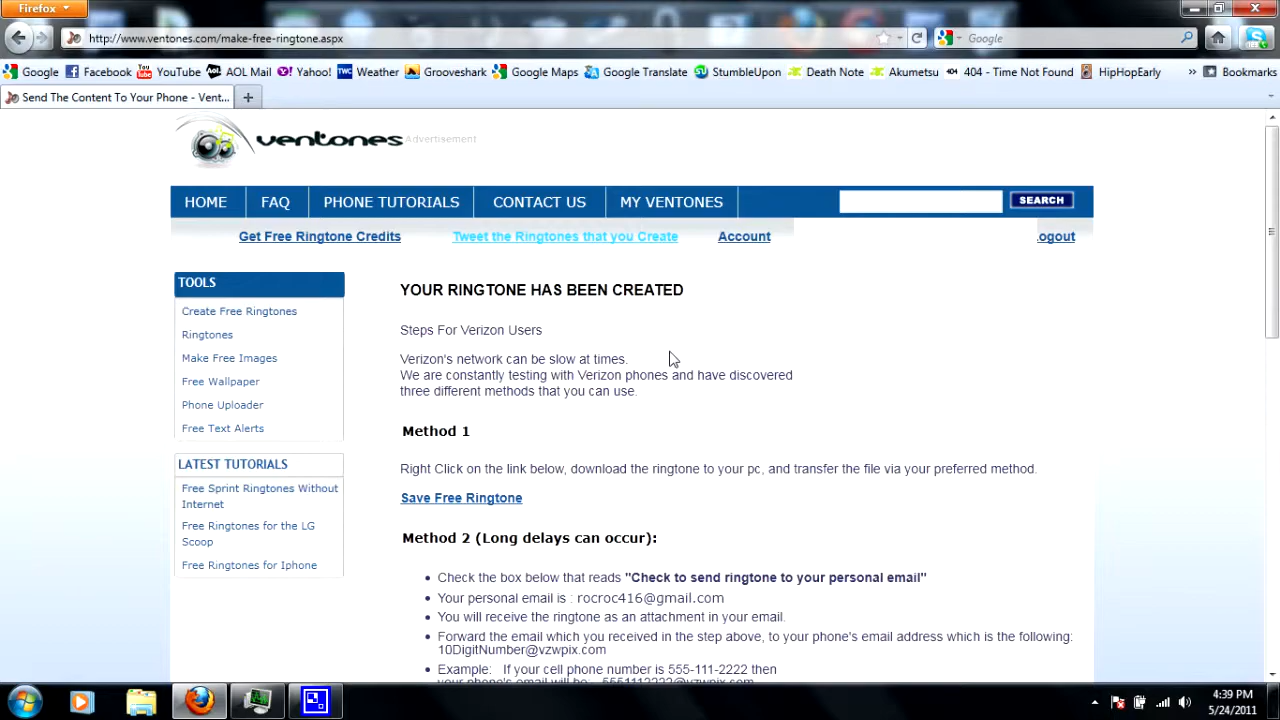 Firefox
http://www.ventones.com/make-free-ringtone.aspx
Google
Google Facebook YouTube AOL Mail Yahoo! Weather Grooveshark Google Maps Google Translate StumbleUpon Death Note Akumetsu 404 - Time Not Found HipHopEarly » Bookmarks
Send The Content To Your Phone - Vent...
ventones Advertisement
HOME FAQ PHONE TUTORIALS CONTACT US MY VENTONES SEARCH
Get Free Ringtone Credits Tweet the Ringtones that you Create Account ogout
TOOLS
Create Free Ringtones
Ringtones
Make Free Images
Free Wallpaper
Phone Uploader
Free Text Alerts
LATEST TUTORIALS
Free Sprint Ringtones Without
Internet
Free Ringtones for the LG
Scoop
Free Ringtones for Iphone
YOUR RINGTONE HAS BEEN CREATED
Steps For Verizon Users
Verizon's network can be slow at times.
We are constantly testing with Verizon phones and have discovered
three different methods that you can use.
Method 1
Right Click on the link below, download the ringtone to your pc, and transfer the file via your preferred method.
Save Free Ringtone
Method 2 (Long delays can occur):
Check the box below that reads "Check to send ringtone to your personal email"
Your personal email is : rocroc416@gmail.com
You will receive the ringtone as an attachment in your email.
Forward the email which you received in the step above, to your phone's email address which is the following:
10DigitNumber@vzwpix.com
Example: If your cell phone number is 555-111-2222 then
your phone's email will be: 5551112222@vzwpix.com
4:39 PM
5/24/2011